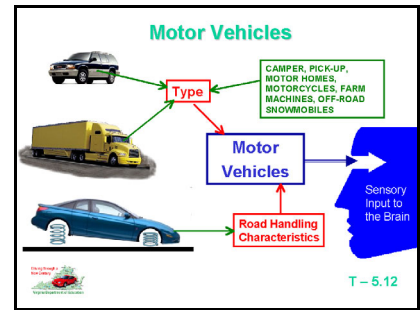 Motor Vehicles
CAMPER, PICK-UP,
MOTOR HOMES,
MOTORCYCLES, FARM
MACHINES, OFF-ROAD
SNOWMOBILES
Type
Motor
Vehicles
Sensory
Input to
the Brain
Road Handling
Characteristics
T – 5.12